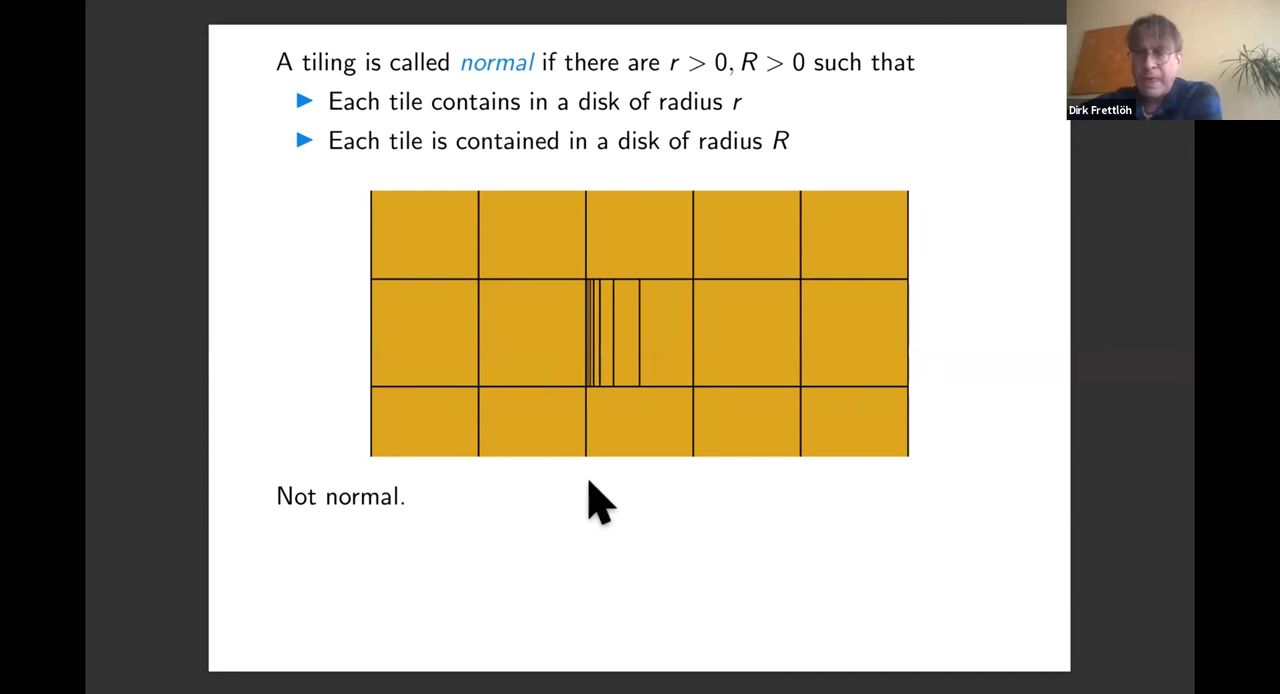 A tiling is called normal if there are r > 0, R > 0 such that
Each tile contains in a disk of radius r
Each tile is contained in a disk of radius R
Dirk Frettlöh
Not normal.